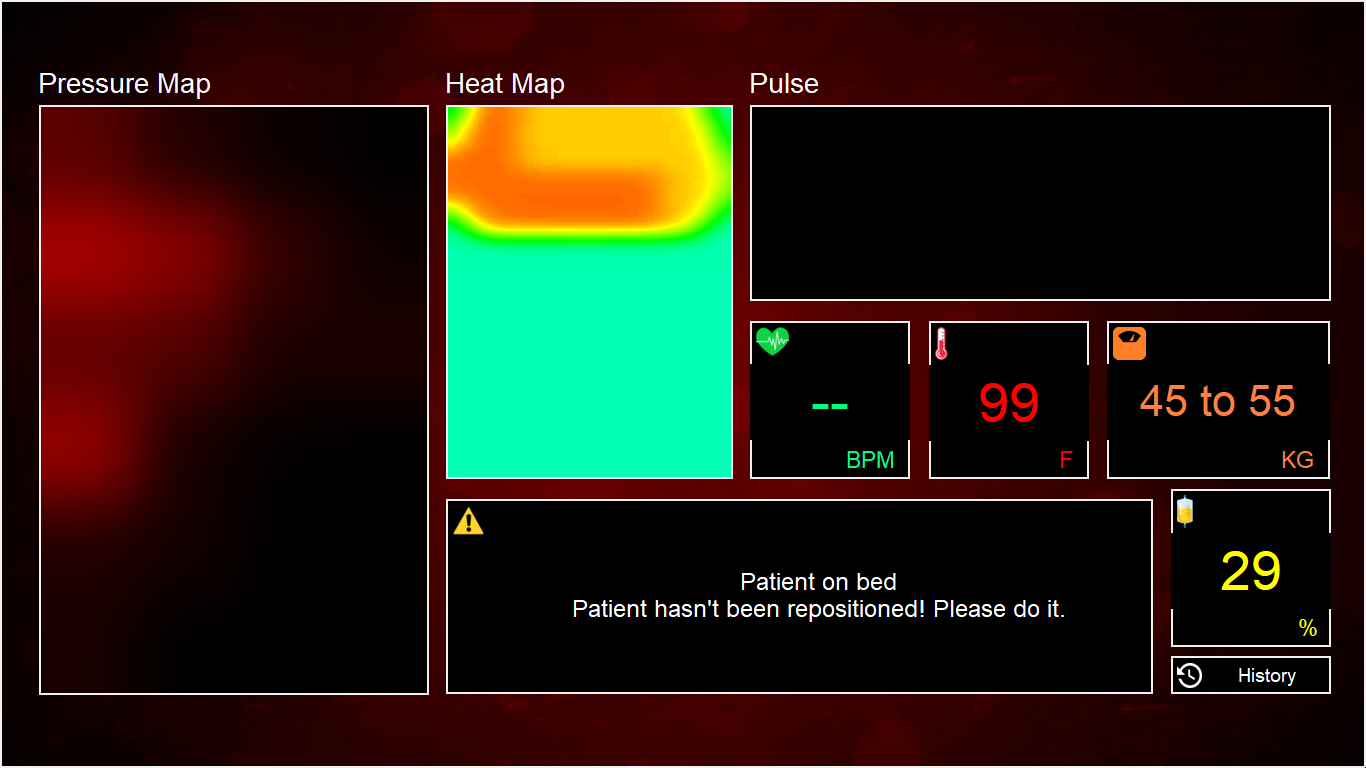 Pressure Map
Heat Map
Pulse
--
BPM
99
F
45 to 55
KG
Patient on bed
Patient hasn't been repositioned! Please do it.
29
%
History